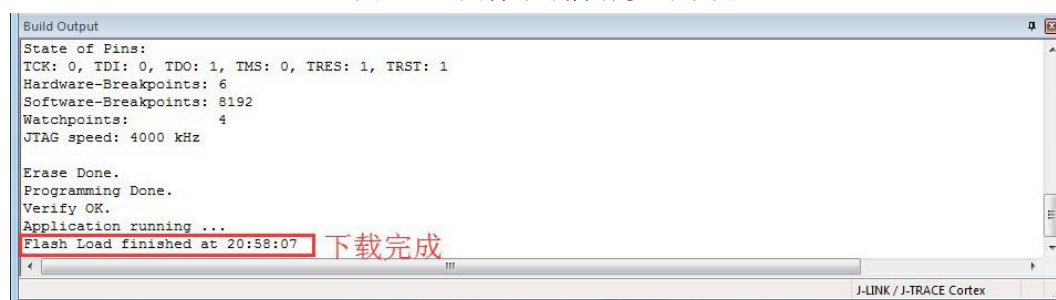 Build Output
State of Pins:
TCK: 0, TDI: 0, TDO: 1, TMS: 0, TRES: 1, TRST: 1
Hardware-Breakpoints: 6
Software-Breakpoints: 8192
Watchpoints:          4
JTAG speed: 4000 kHz

Erase Done.
Programming Done.
Verify OK.
Application running ...
Flash Load finished at 20:58:07 下载完成
J-LINK / J-TRACE Cortex